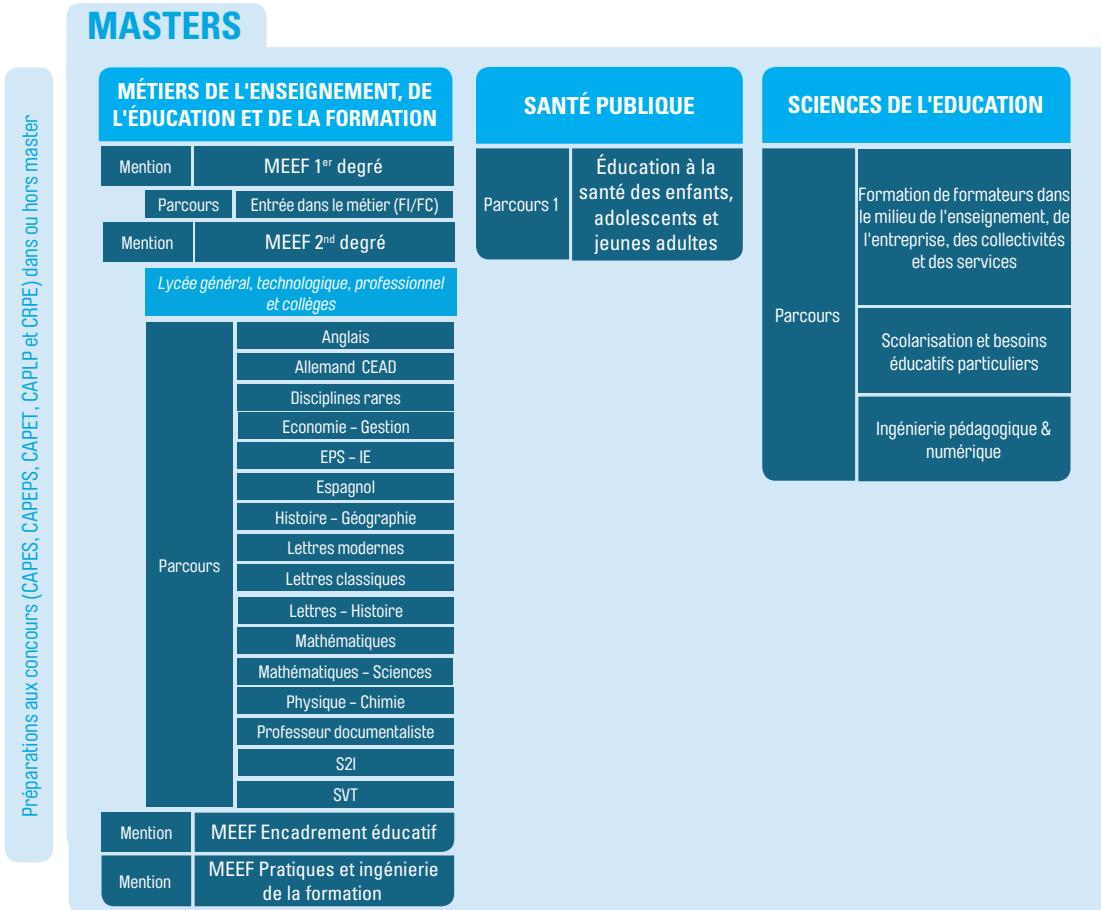 MASTERS
Préparations aux concours (CAPES, CAPEPS, CAPET, CAPLP et CRPE) dans ou hors master
MÉTIERS DE L'ENSEIGNEMENT, DE
L'ÉDUCATION ET DE LA FORMATION
Mention
MEEF 1er degré
Parcours
Entrée dans le métier (FI/FC)
Mention
MEEF 2nd degré
Lycée général, technologique, professionnel
et collèges
Parcours
Anglais
Allemand CEAD
Disciplines rares
Economie – Gestion
EPS – IE
Espagnol
Histoire – Géographie
Lettres modernes
Lettres classiques
Lettres – Histoire
Mathématiques
Mathématiques – Sciences
Physique – Chimie
Professeur documentaliste
S2I
SVT
Mention
MEEF Encadrement éducatif
Mention
MEEF Pratiques et ingénierie
de la formation
SANTÉ PUBLIQUE
Parcours 1
Éducation à la
santé des enfants,
adolescents et
jeunes adultes
SCIENCES DE L'EDUCATION
Parcours
Formation de formateurs dans
le milieu de l'enseignement, de
l'entreprise, des collectivités
et des services
Scolarisation et besoins
éducatifs particuliers
Ingénierie pédagogique &
numérique